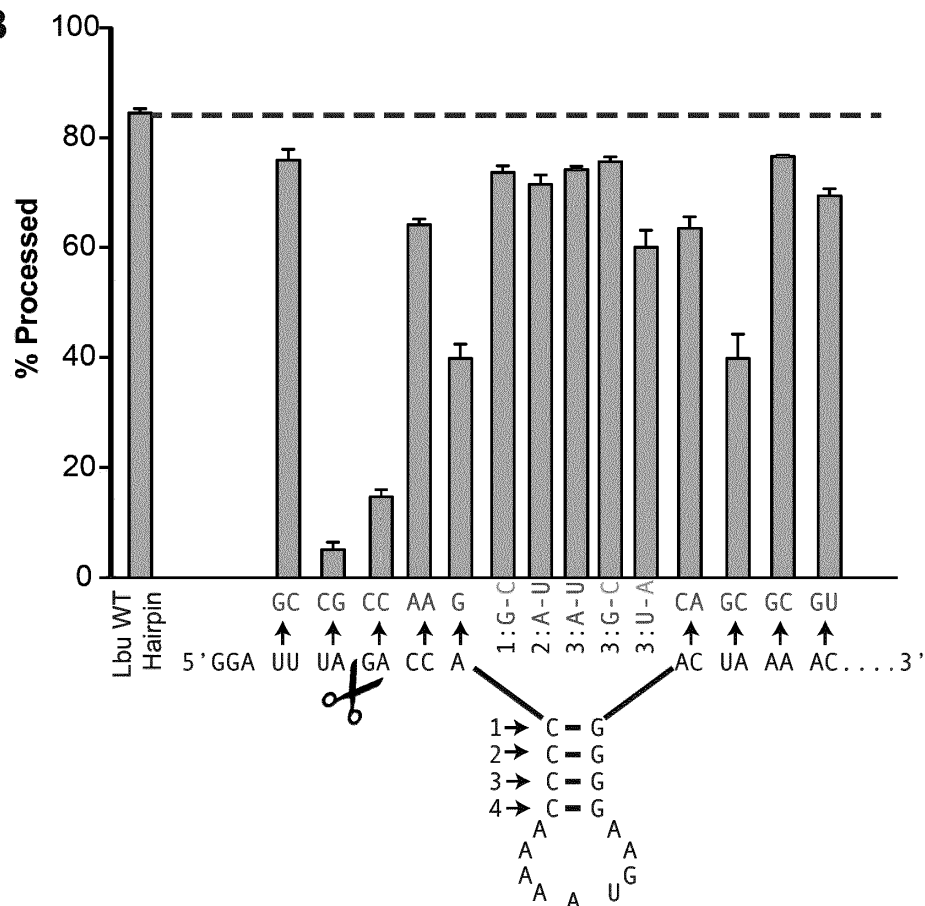 B
100
80
60
40
20
0
% Processed
Lbu WT
Hairpin
GC CG CC AA G 1:G-C 2:A-U 3:A-U 3:G-C 3:U-A CA GC GC GU
5'GGA UU UA GA CC A AC UA AA AC....3'
1 C G
2 C G
3 C G
4 C G
A A
A A
A G
A A U